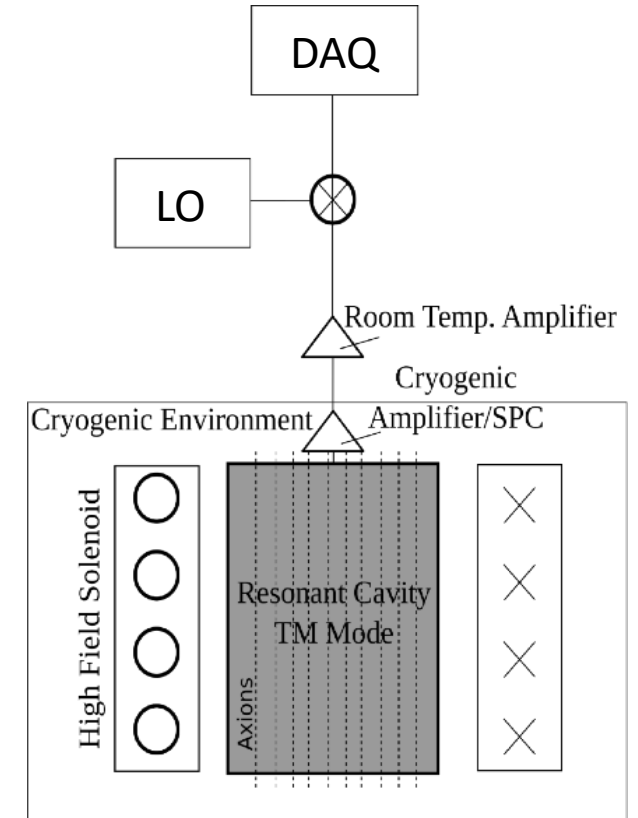 DAQ
LO
Room Temp. Amplifier
Cryogenic
Amplifier/SPC
Cryogenic Environment
High Field Solenoid
Resonant Cavity
TM Mode
Axions